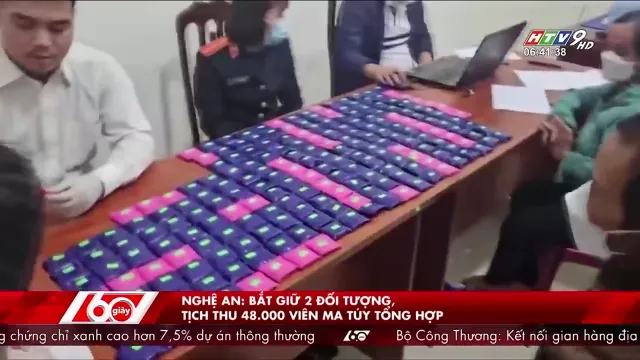 HTV9 HD
06:41:38
60 giây
NGHỆ AN: BẮT GIỮ 2 ĐỐI TƯỢNG,
TỊCH THU 48.000 VIÊN MA TÚY TỔNG HỢP
g chứng chỉ xanh cao hơn 7,5% dự án thông thường
Bộ Công Thương: Kết nối gian hàng địa